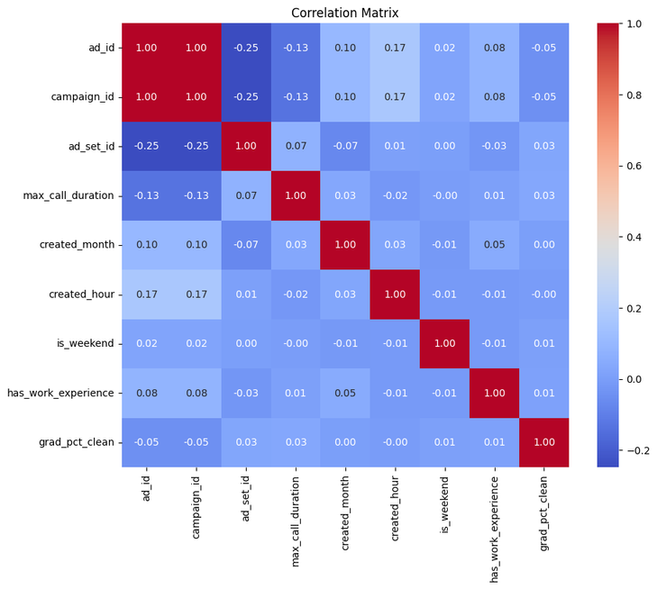 Correlation Matrix
ad_id 1.00 1.00 -0.25 -0.13 0.10 0.17 0.02 0.08 -0.05
campaign_id 1.00 1.00 -0.25 -0.13 0.10 0.17 0.02 0.08 -0.05
ad_set_id -0.25 -0.25 1.00 0.07 -0.07 0.01 0.00 -0.03 0.03
max_call_duration -0.13 -0.13 0.07 1.00 0.03 -0.02 -0.00 0.01 0.03
created_month 0.10 0.10 -0.07 0.03 1.00 0.03 -0.01 0.05 0.00
created_hour 0.17 0.17 0.01 -0.02 0.03 1.00 -0.01 -0.01 -0.00
is_weekend 0.02 0.02 0.00 -0.00 -0.01 -0.01 1.00 -0.01 0.01
has_work_experience 0.08 0.08 -0.03 0.01 0.05 -0.01 -0.01 1.00 0.01
grad_pct_clean -0.05 -0.05 0.03 0.03 0.00 -0.00 0.01 0.01 1.00
ad_id
campaign_id
ad_set_id
max_call_duration
created_month
created_hour
is_weekend
has_work_experience
grad_pct_clean
1.0
0.8
0.6
0.4
0.2
0.0
−0.2